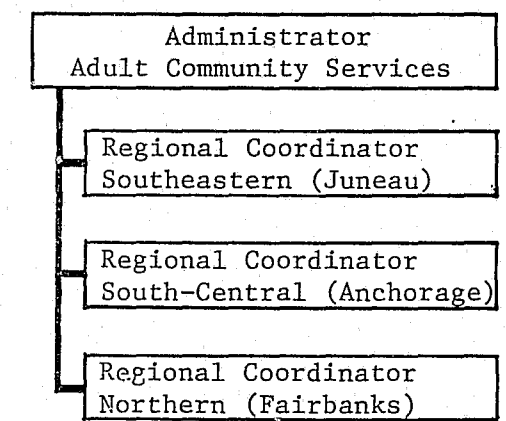 Administrator
Adult Community Services
Regional Coordinator
Southeastern (Juneau)
Regional Coordinator
South-Central (Anchorage)
Regional Coordinator
Northern (Fairbanks)